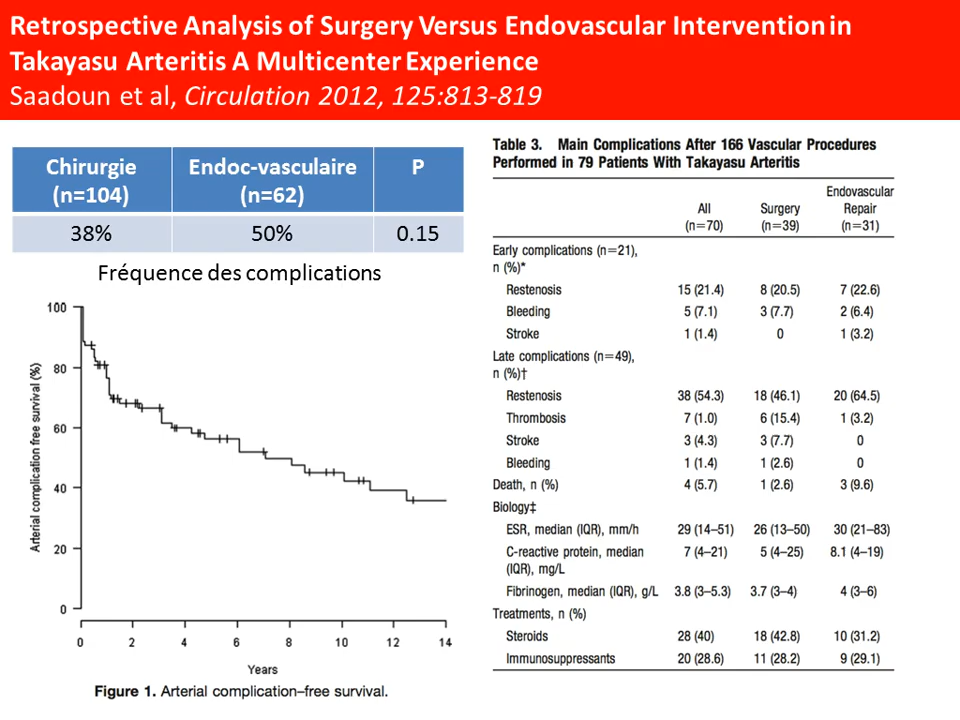 Retrospective Analysis of Surgery Versus Endovascular Intervention in
Takayasu Arteritis A Multicenter Experience
Saadoun et al, Circulation 2012, 125:813-819
Chirurgie (n=104) Endoc-vasculaire (n=62) P
38% 50% 0.15
Fréquence des complications
Arterial complication free survival (%)
100
80
60
40
20
0
0 2 4 6 8 10 12 14
Years
Figure 1. Arterial complication–free survival.
Table 3. Main Complications After 166 Vascular Procedures
Performed in 79 Patients With Takayasu Arteritis
All (n=70) Surgery (n=39) Endovascular Repair (n=31)
Early complications (n=21),
n (%)*
Restenosis 15 (21.4) 8 (20.5) 7 (22.6)
Bleeding 5 (7.1) 3 (7.7) 2 (6.4)
Stroke 1 (1.4) 0 1 (3.2)
Late complications (n=49),
n (%)†
Restenosis 38 (54.3) 18 (46.1) 20 (64.5)
Thrombosis 7 (1.0) 6 (15.4) 1 (3.2)
Stroke 3 (4.3) 3 (7.7) 0
Bleeding 1 (1.4) 1 (2.6) 0
Death, n (%) 4 (5.7) 1 (2.6) 3 (9.6)
Biology‡
ESR, median (IQR), mm/h 29 (14–51) 26 (13–50) 30 (21–83)
C-reactive protein, median 7 (4–21) 5 (4–25) 8.1 (4–19)
(IQR), mg/L
Fibrinogen, median (IQR), g/L 3.8 (3–5.3) 3.7 (3–4) 4 (3–6)
Treatments, n (%)
Steroids 28 (40) 18 (42.8) 10 (31.2)
Immunosuppressants 20 (28.6) 11 (28.2) 9 (29.1)